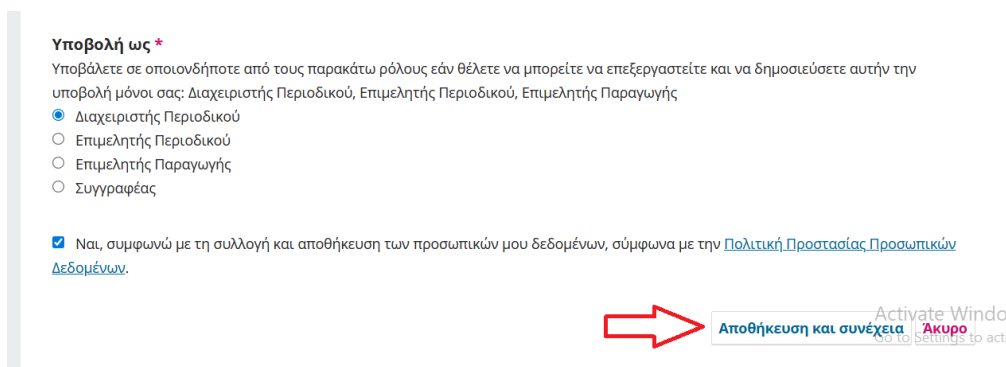 Υποβολή ως *
Υποβάλετε σε οποιονδήποτε από τους παρακάτω ρόλους εάν θέλετε να μπορείτε να επεξεργαστείτε και να δημοσιεύσετε αυτήν την
υποβολή μόνοι σας: Διαχειριστής Περιοδικού, Επιμελητής Περιοδικού, Επιμελητής Παραγωγής
Διαχειριστής Περιοδικού
Επιμελητής Περιοδικού
Επιμελητής Παραγωγής
Συγγραφέας
Ναι, συμφωνώ με τη συλλογή και αποθήκευση των προσωπικών μου δεδομένων, σύμφωνα με την Πολιτική Προστασίας Προσωπικών
Δεδομένων.
Activate Windo
Αποθήκευση και συνέχεια Άκυρο
Go to Settings to acti